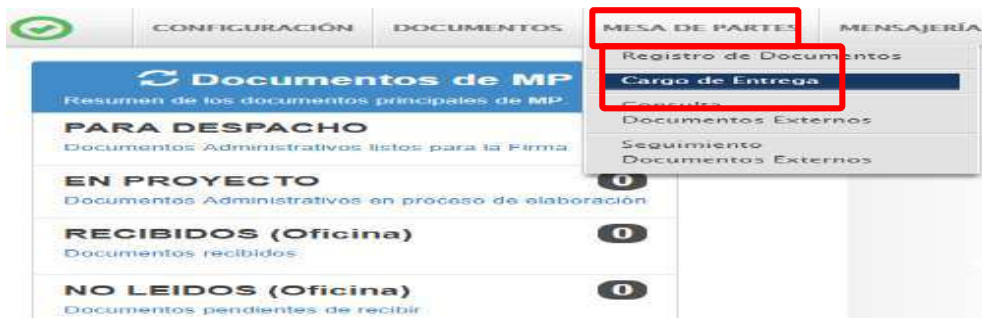 CONFIGURACIÓN DOCUMENTOS MESA DE PARTES MENSAJERÍA
Registro de Documentos
Cargo de Entrega
Consulta
Documentos Externos
Seguimiento
Documentos Externos
Documentos de MP
Resumen de los documentos principales de MP
PARA DESPACHO
Documentos Administrativos listos para la Firma
EN PROYECTO 0
Documentos Administrativos en proceso de elaboración
RECIBIDOS (Oficina) 0
Documentos recibidos
NO LEIDOS (Oficina) 0
Documentos pendientes de recibir